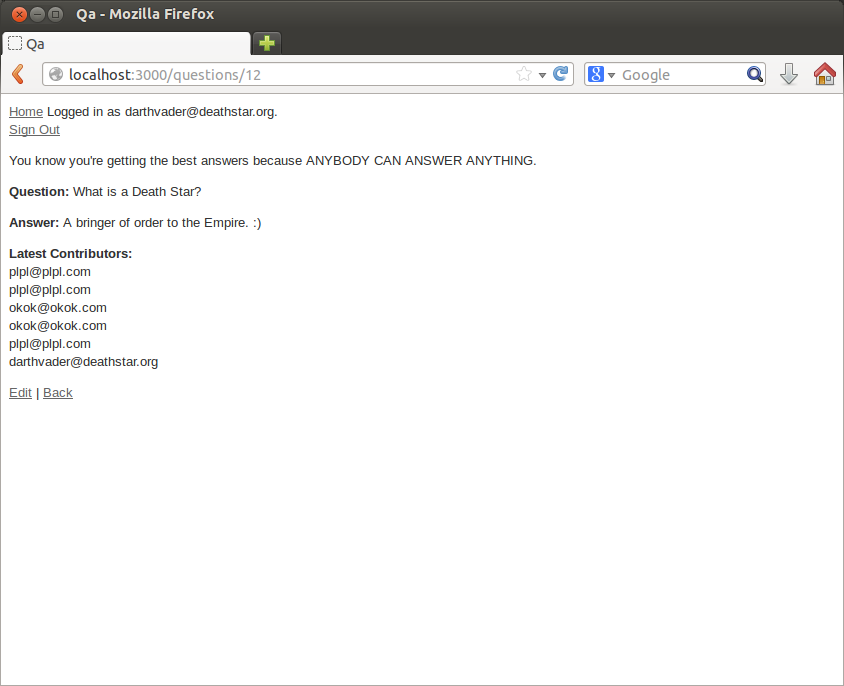 Qa - Mozilla Firefox
Qa
localhost:3000/questions/12
8 Google
Home Logged in as darthvader@deathstar.org.
Sign Out
You know you're getting the best answers because ANYBODY CAN ANSWER ANYTHING.
Question: What is a Death Star?
Answer: A bringer of order to the Empire. :)
Latest Contributors:
plpl@plpl.com
plpl@plpl.com
okok@okok.com
okok@okok.com
plpl@plpl.com
darthvader@deathstar.org
Edit | Back